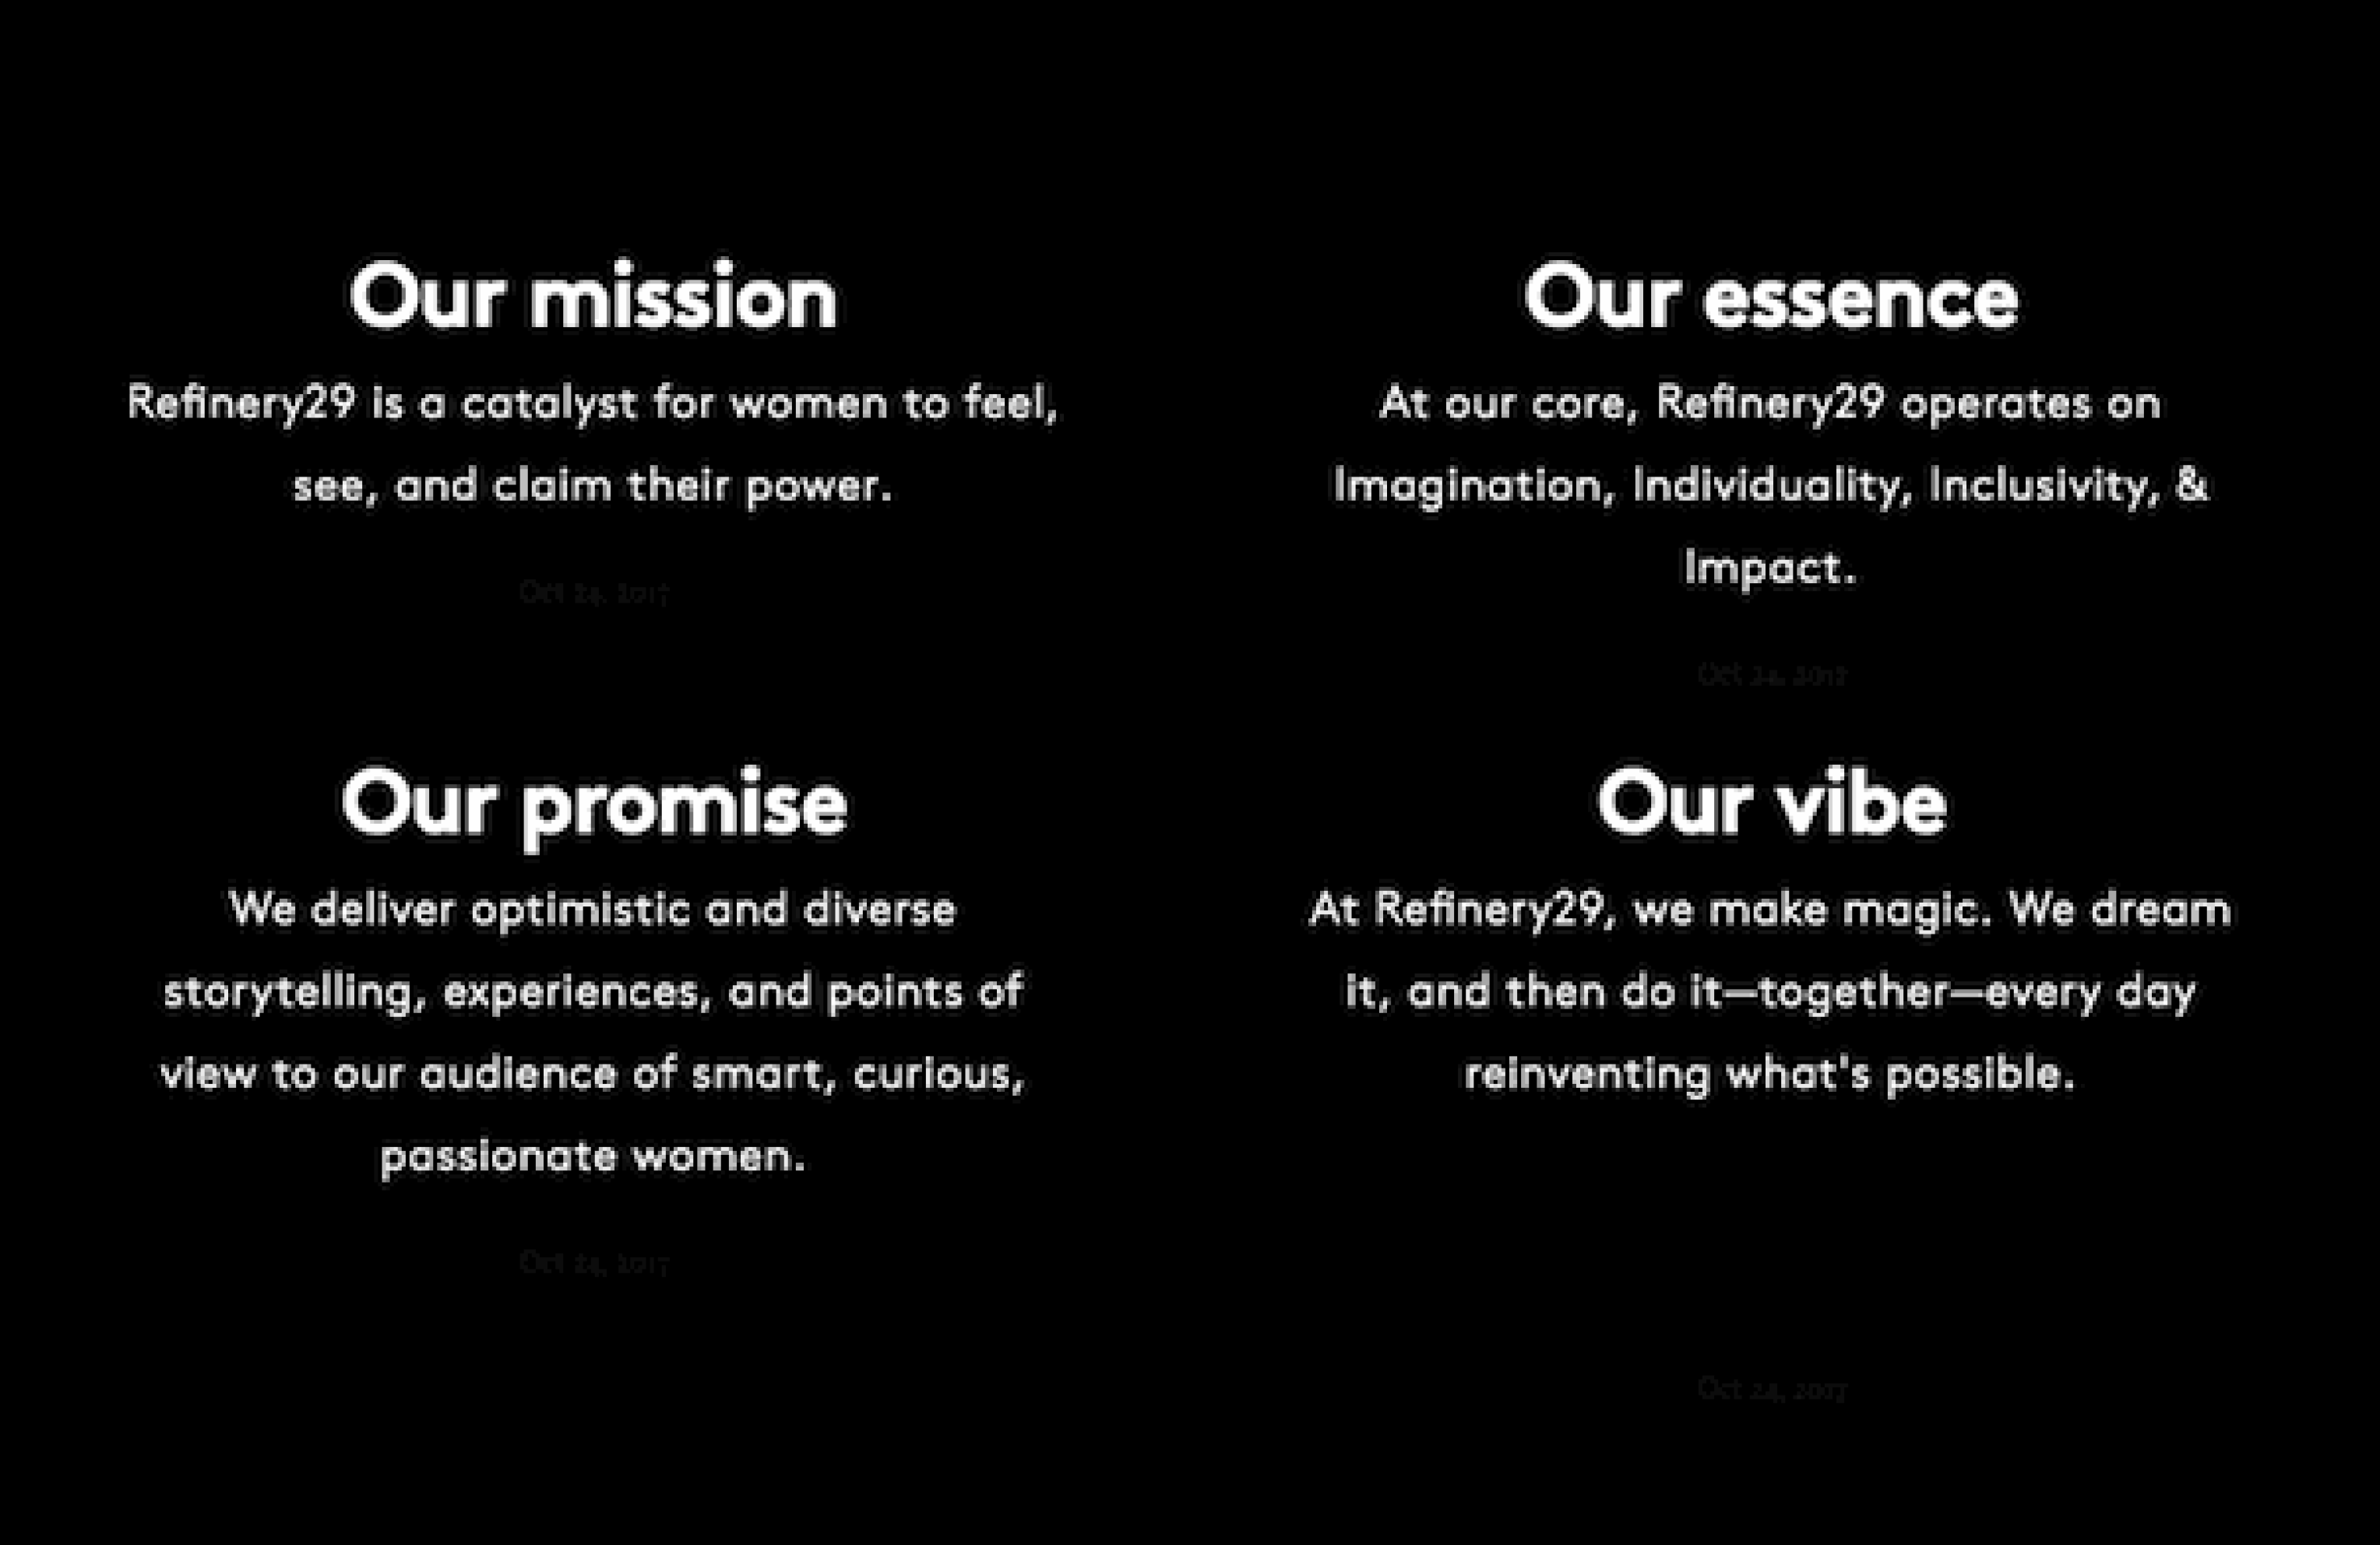 Our mission
Refinery29 is a catalyst for women to feel,
see, and claim their power.
Oct 24, 2017
Our essence
At our core, Refinery29 operates on
Imagination, Individuality, Inclusivity, &
Impact.
Oct 24, 2017
Our promise
We deliver optimistic and diverse
storytelling, experiences, and points of
view to our audience of smart, curious,
passionate women.
Oct 24, 2017
Our vibe
At Refinery29, we make magic. We dream
it, and then do it—together—every day
reinventing what's possible.
Oct 24, 2017